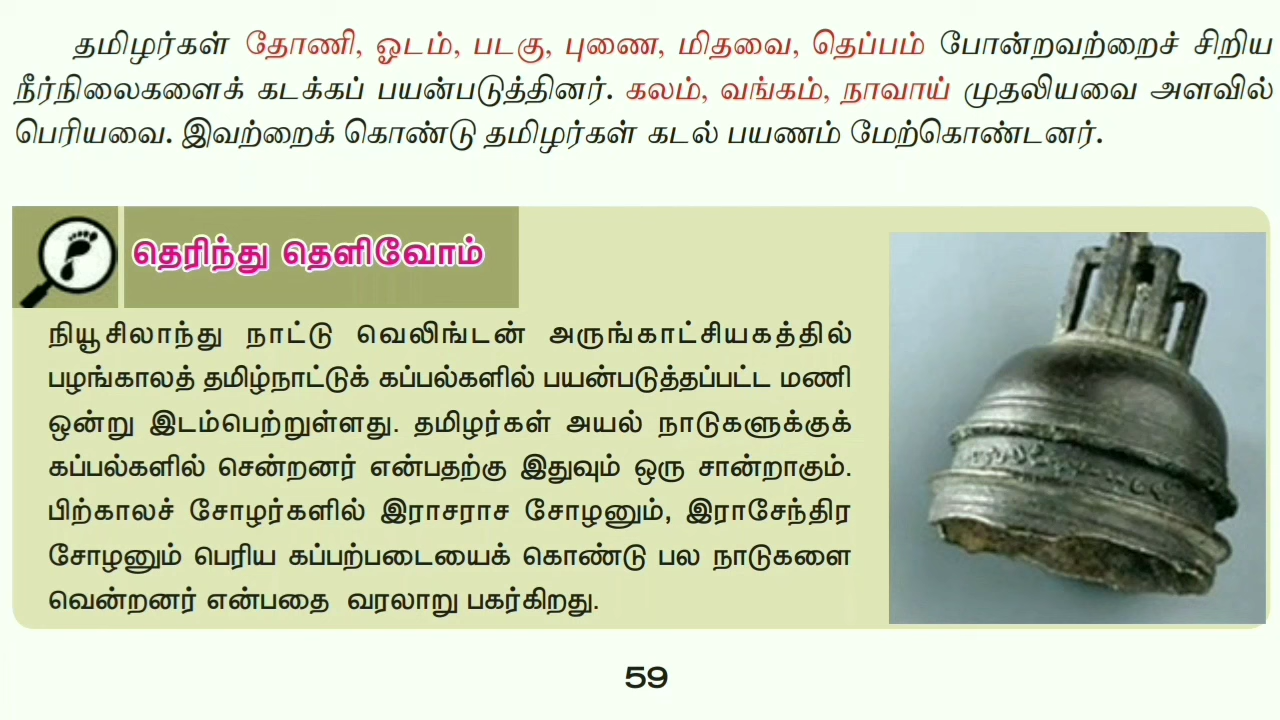 தமிழர்கள் தோணி, ஓடம், படகு, புணை, மிதவை, தெப்பம் போன்றவற்றைச் சிறிய
நீர்நிலைகளைக் கடக்கப் பயன்படுத்தினர். கலம், வங்கம், நாவாய் முதலியவை அளவில்
பெரியவை. இவற்றைக் கொண்டு தமிழர்கள் கடல் பயணம் மேற்கொண்டனர்.
தெரிந்து தெளிவோம்
நியூசிலாந்து நாட்டு வெலிங்டன் அருங்காட்சியகத்தில்
பழங்காலத் தமிழ்நாட்டுக் கப்பல்களில் பயன்படுத்தப்பட்ட மணி
ஒன்று இடம்பெற்றுள்ளது. தமிழர்கள் அயல் நாடுகளுக்குக்
கப்பல்களில் சென்றனர் என்பதற்கு இதுவும் ஒரு சான்றாகும்.
பிற்காலச் சோழர்களில் இராசராச சோழனும், இராசேந்திர
சோழனும் பெரிய கப்பற்படையைக் கொண்டு பல நாடுகளை
வென்றனர் என்பதை வரலாறு பகர்கிறது.
59